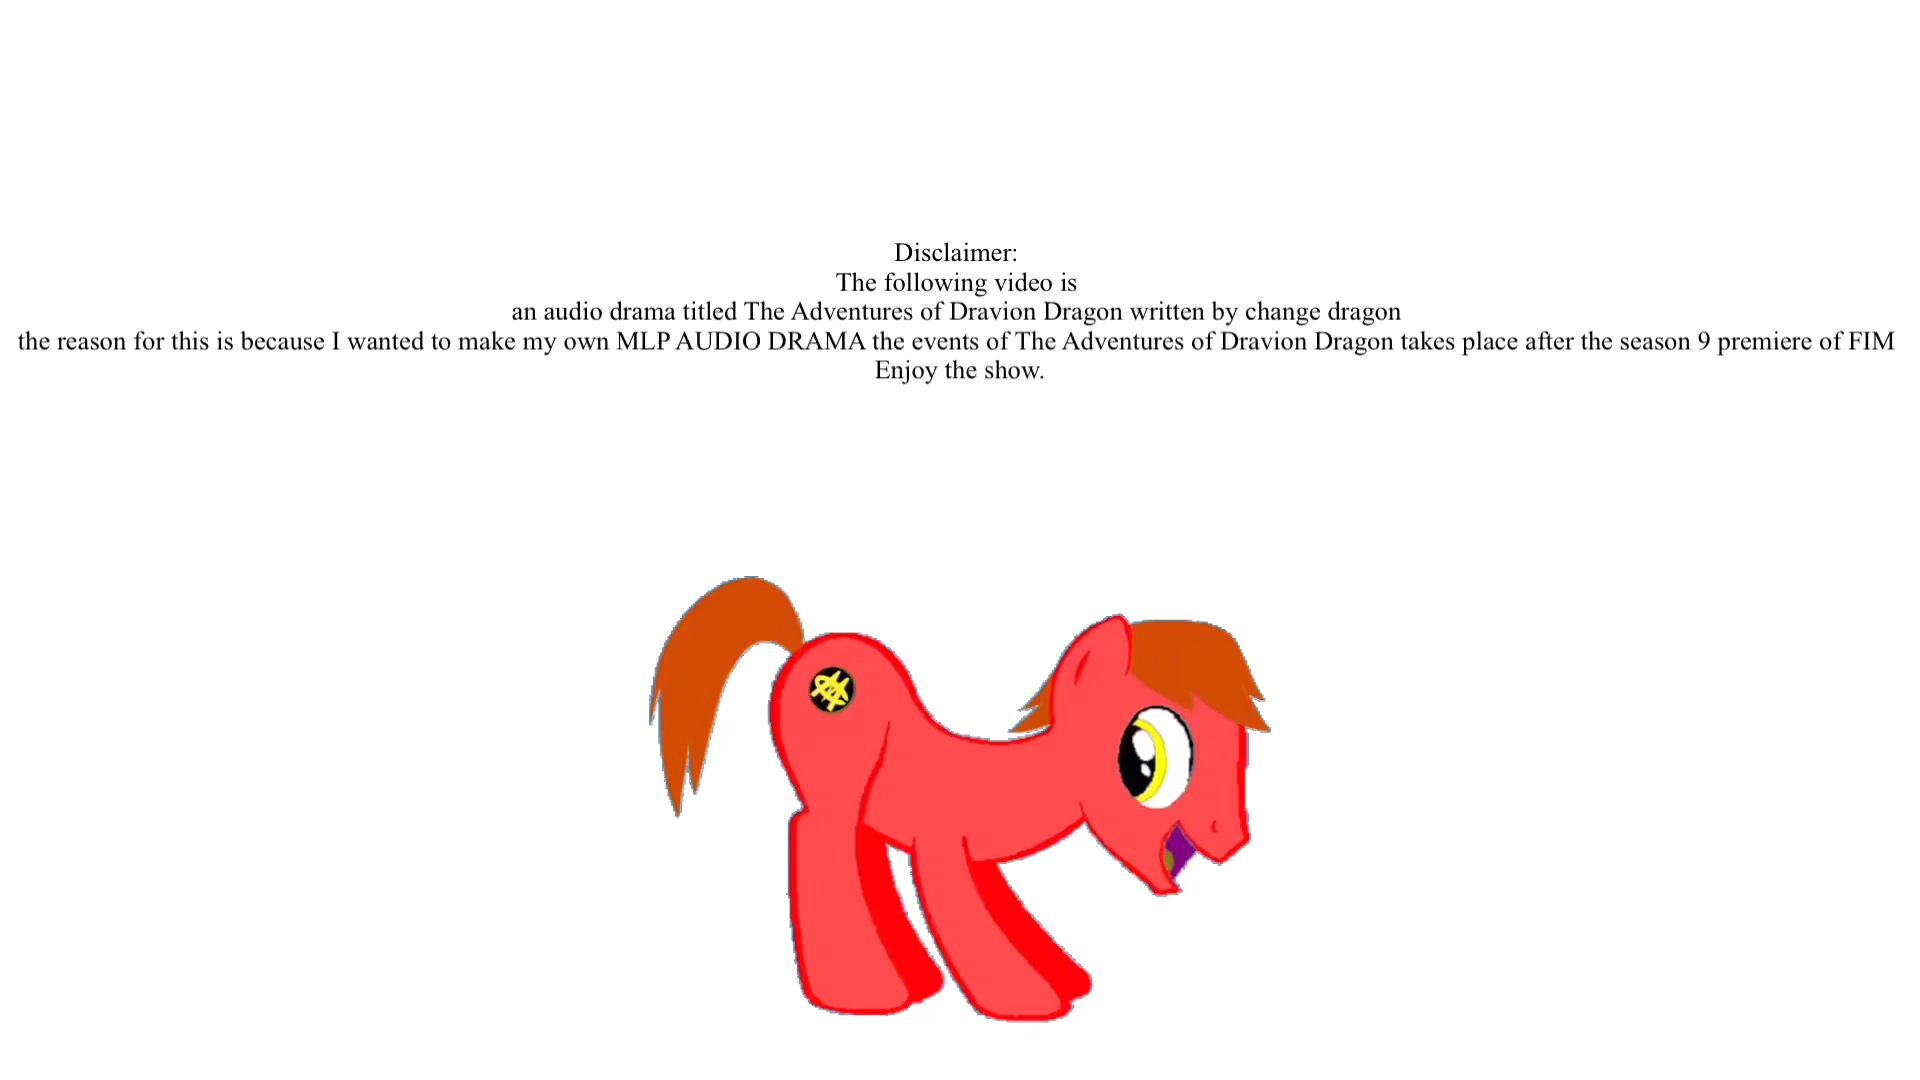 Disclaimer:
The following video is
an audio drama titled The Adventures of Dravion Dragon written by change dragon
the reason for this is because I wanted to make my own MLP AUDIO DRAMA the events of The Adventures of Dravion Dragon takes place after the season 9 premiere of FIM
Enjoy the show.